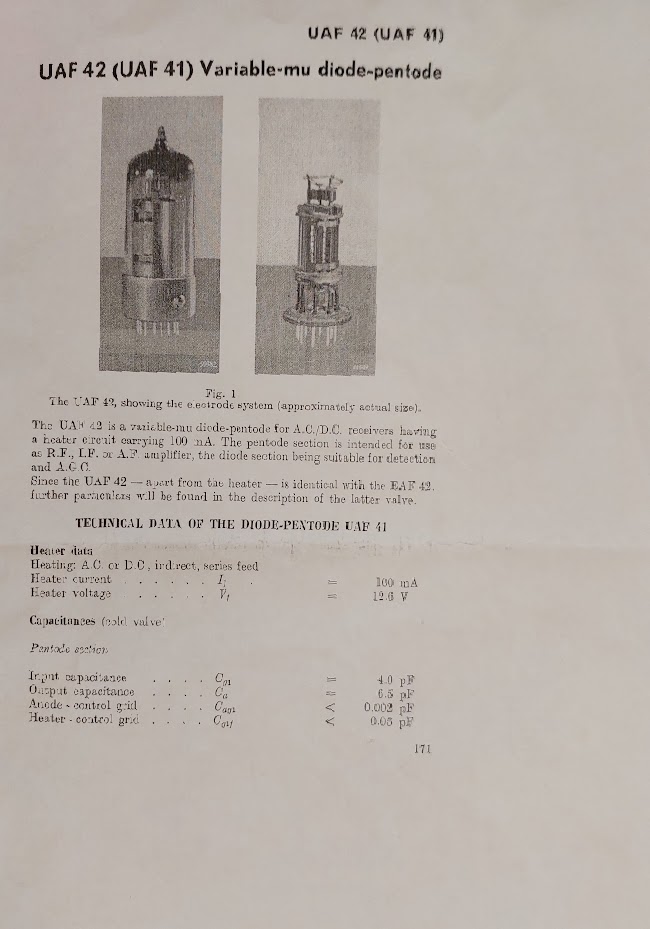 UAF 42 (UAF 41)
UAF 42 (UAF 41) Variable-mu diode-pentode
Fig. 1
The UAF 42, showing the electrode system (approximately actual size).
The UAF 42 is a variable-mu diode-pentode for A.C./D.C. receivers having
a heater circuit carrying 100 mA. The pentode section is intended for use
as R.F., I.F. or A.F. amplifier, the diode section being suitable for detection
and A.G.C.
Since the UAF 42 — apart from the heater — is identical with the EAF 42,
further particulars will be found in the description of the latter valve.
TECHNICAL DATA OF THE DIODE-PENTODE UAF 41
Heater data
Heating: A.C. or D.C., indirect, series feed
Heater current . . . . . . If = 100 mA
Heater voltage . . . . . Vf = 12.6 V
Capacitances (cold valve)
Pentode section
Input capacitance . . . . Cg1 = 4.0 pF
Output capacitance . . . . Ca = 6.5 pF
Anode - control grid . . . . Cag1 < 0.002 pF
Heater - control grid . . . . Cg1f < 0.05 pF
171